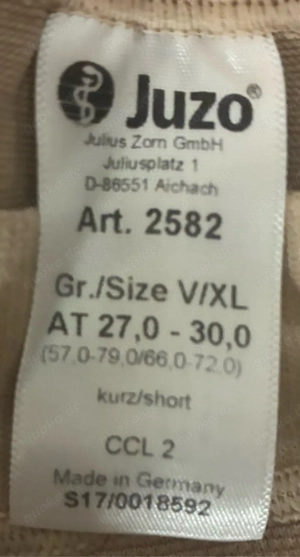 Juzo®
Julius Zorn GmbH
Juliusplatz 1
D-86551 Aichach
Art. 2582
Gr./Size V/XL
AT 27,0 - 30,0
(57,0-79,0/66,0-72,0)
kurz/short
CCL 2
Made in Germany
S17/0018592